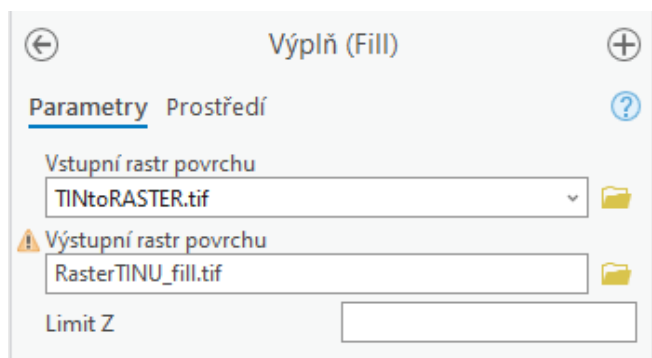 Výplň (Fill)
Parametry Prostředí
Vstupní rastr povrchu
TINtoRASTER.tif
Výstupní rastr povrchu
RasterTINU_fill.tif
Limit Z